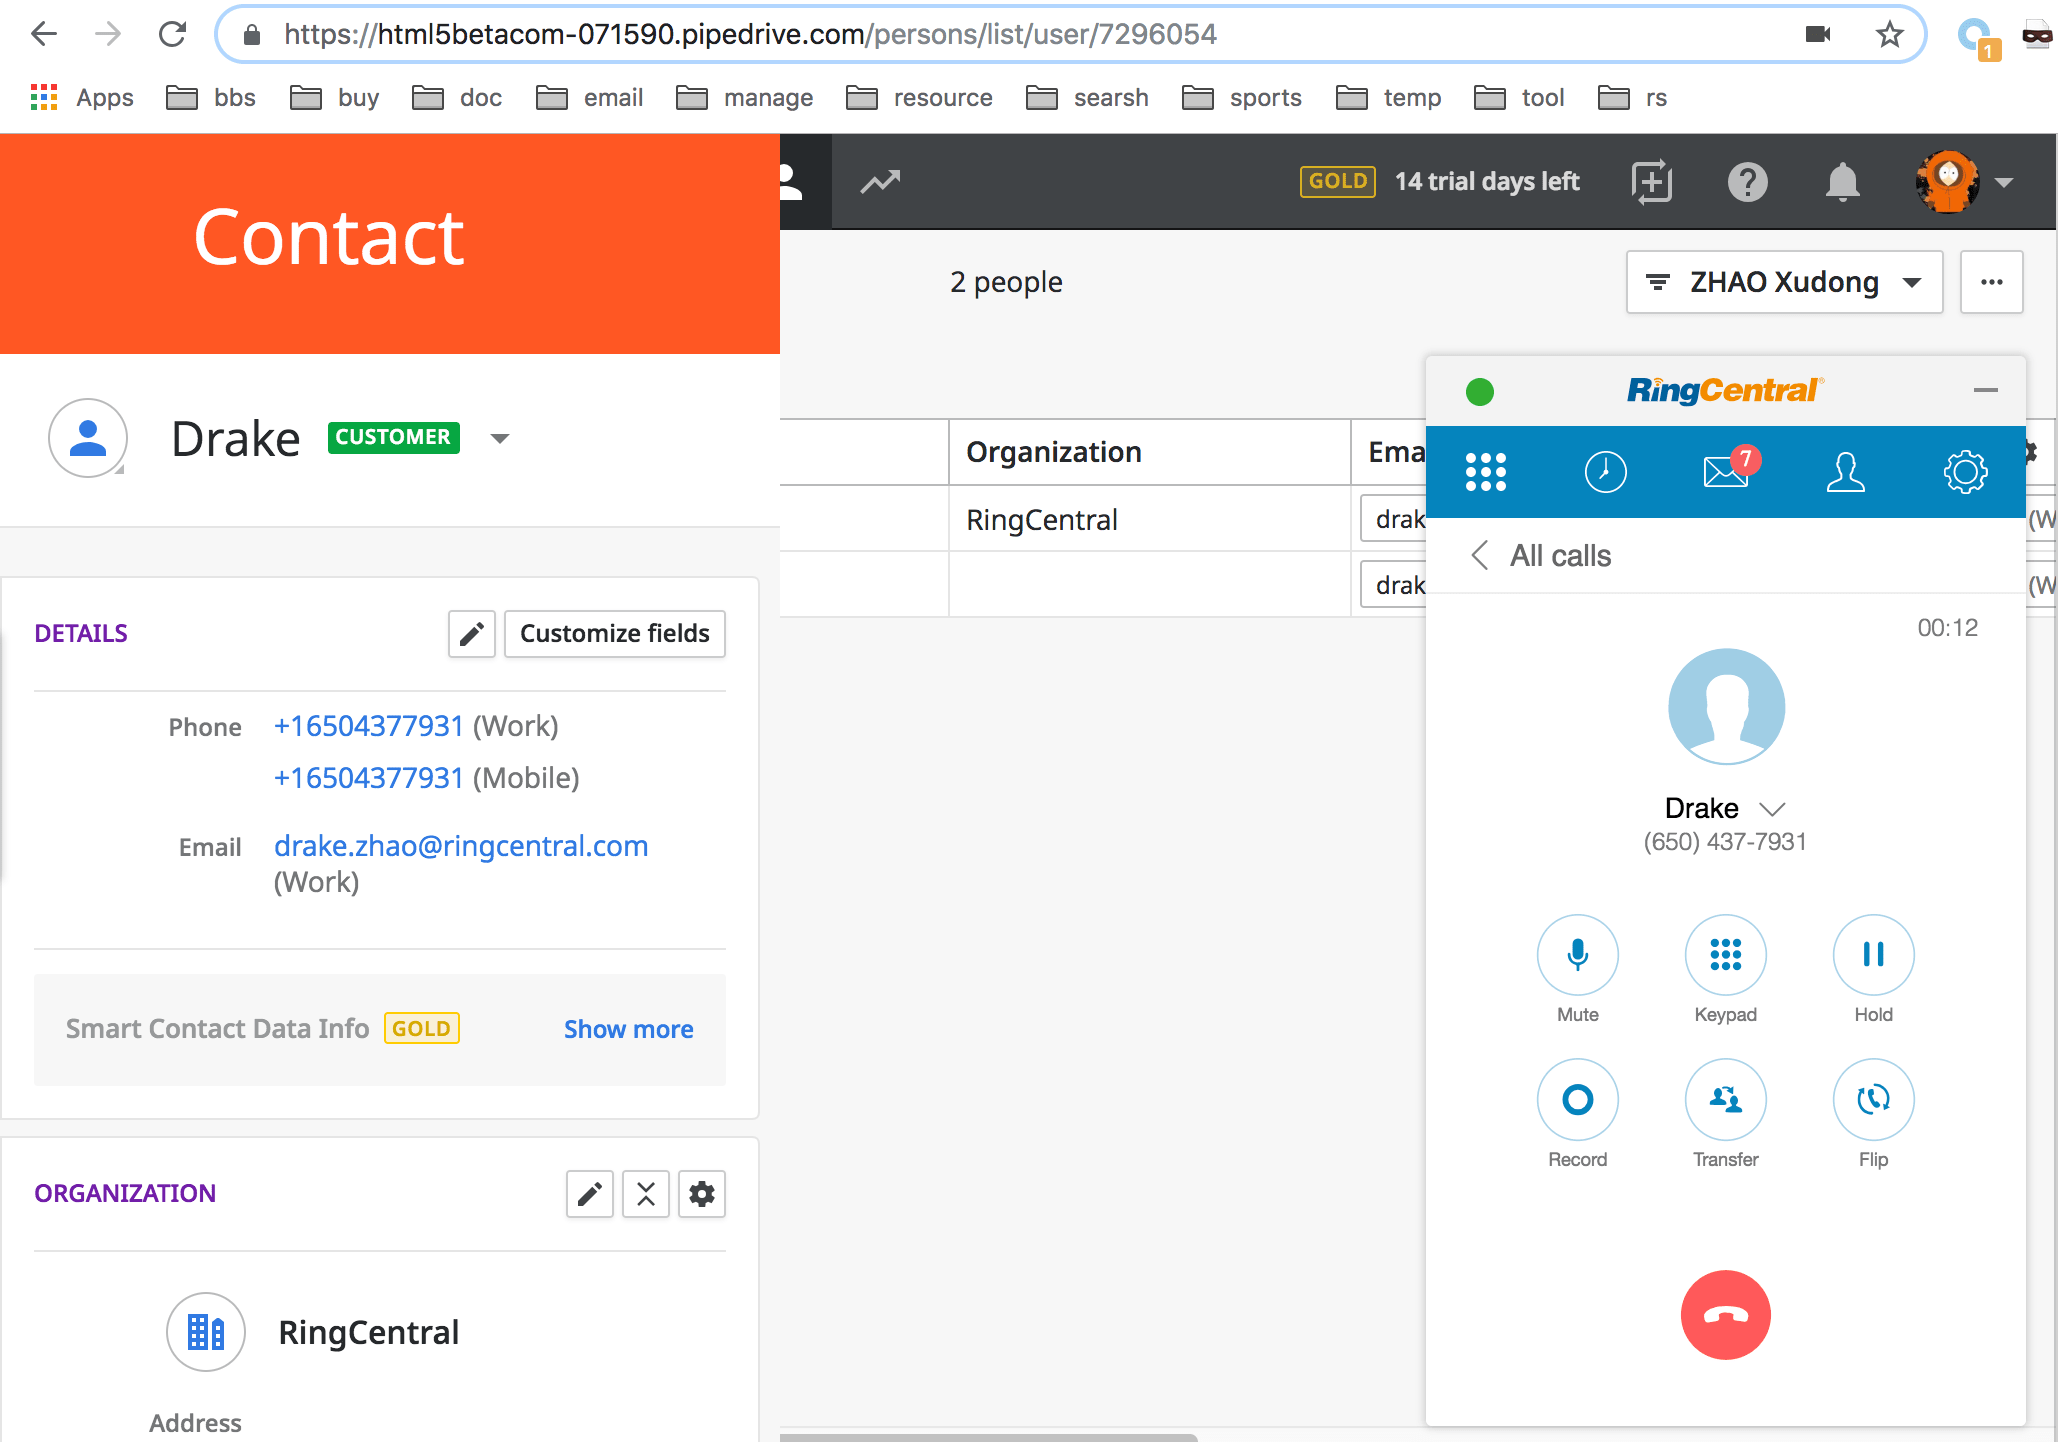 https://html5betacom-071590.pipedrive.com/persons/list/user/7296054
1
Apps bbs buy doc email manage resource searsh sports temp tool rs
Contact
GOLD 14 trial days left
2 people
ZHAO Xudong
Drake CUSTOMER
DETAILS
Customize fields
Phone +16504377931 (Work)
+16504377931 (Mobile)
Email drake.zhao@ringcentral.com
(Work)
Smart Contact Data Info GOLD Show more
ORGANIZATION
RingCentral
Address
Organization Ema
RingCentral drak (W
drak (W
RingCentral
7
All calls
00:12
Drake
(650) 437-7931
Mute Keypad Hold
Record Transfer Flip